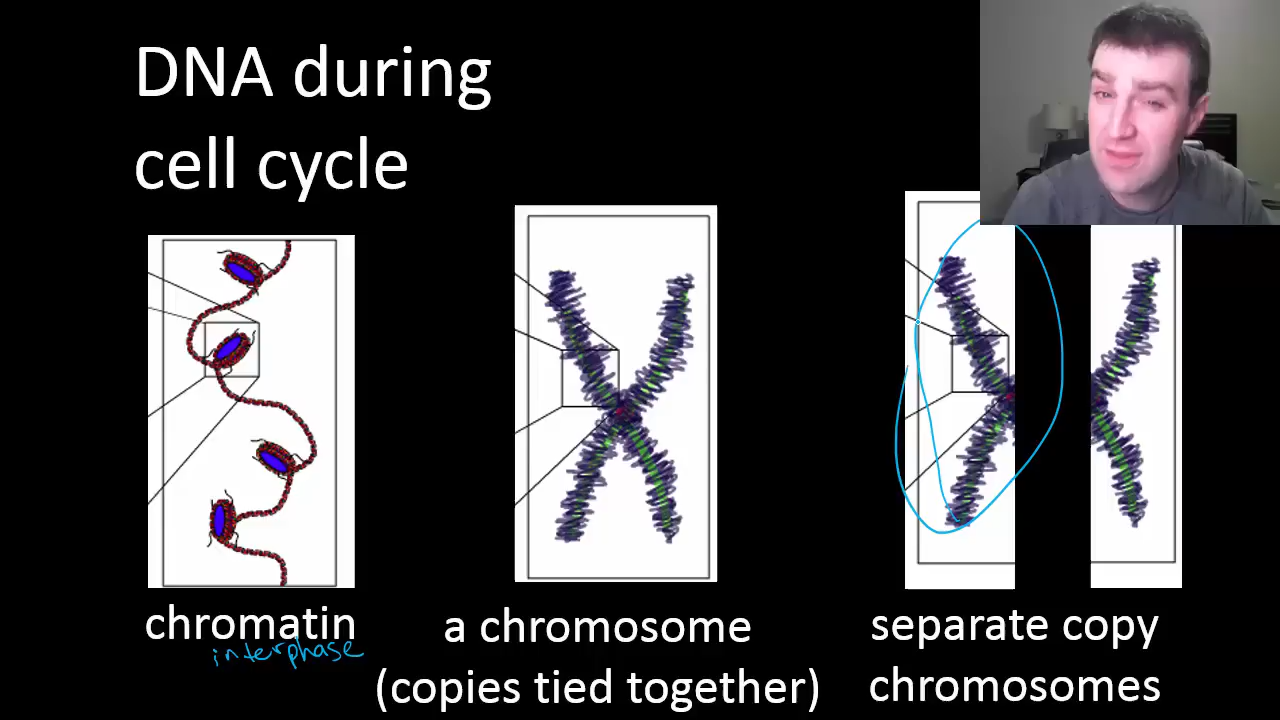 DNA during
cell cycle
chromatin
interphase
a chromosome
(copies tied together)
separate copy
chromosomes